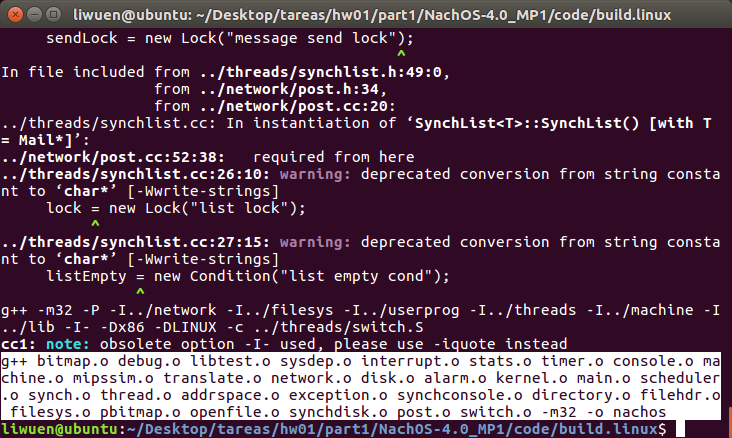 liwuen@ubuntu: ~/Desktop/tareas/hw01/part1/NachOS-4.0_MP1/code/build.linux
     sendLock = new Lock("message send lock");
                                             ^
In file included from ../threads/synchlist.h:49:0,
                 from ../network/post.h:34,
                 from ../network/post.cc:20:
../threads/synchlist.cc: In instantiation of ‘SynchList<T>::SynchList() [with T
= Mail*]’:
../network/post.cc:52:38:   required from here
../threads/synchlist.cc:26:10: warning: deprecated conversion from string consta
nt to ‘char*’ [-Wwrite-strings]
     lock = new Lock("list lock");
          ^
../threads/synchlist.cc:27:15: warning: deprecated conversion from string consta
nt to ‘char*’ [-Wwrite-strings]
     listEmpty = new Condition("list empty cond");
               ^
g++ -m32 -P -I../network -I../filesys -I../userprog -I../threads -I../machine -I
../lib -I- -Dx86 -DLINUX -c ../threads/switch.S
cc1: note: obsolete option -I- used, please use -iquote instead
g++ bitmap.o debug.o libtest.o sysdep.o interrupt.o stats.o timer.o console.o ma
chine.o mipssim.o translate.o network.o disk.o alarm.o kernel.o main.o scheduler
.o synch.o thread.o addrspace.o exception.o synchconsole.o directory.o filehdr.o
 filesys.o pbitmap.o openfile.o synchdisk.o post.o switch.o -m32 -o nachos
liwuen@ubuntu:~/Desktop/tareas/hw01/part1/NachOS-4.0_MP1/code/build.linux$